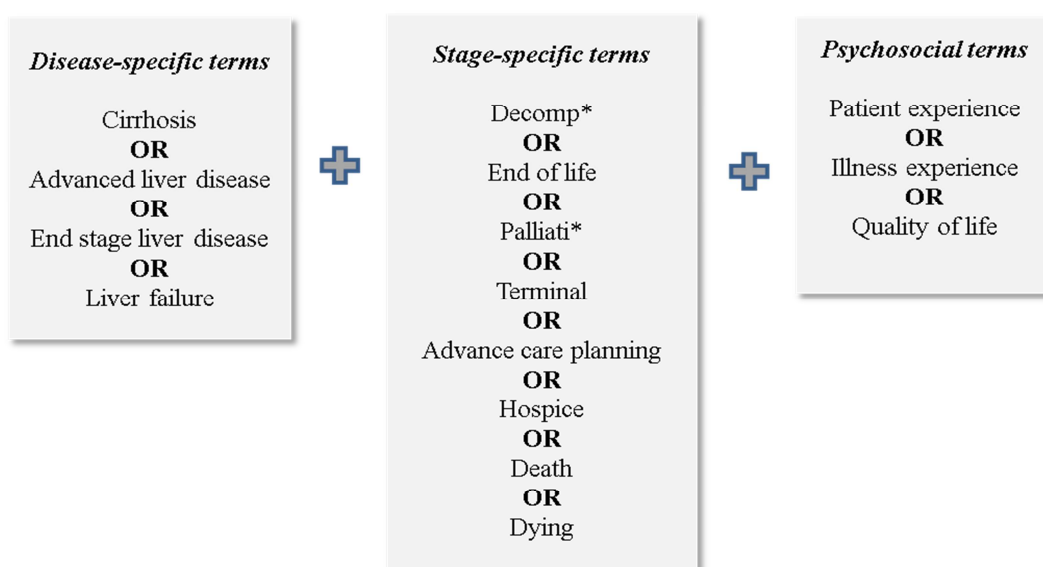 Disease-specific terms
Cirrhosis
OR
Advanced liver disease
OR
End stage liver disease
OR
Liver failure
Stage-specific terms
Decomp*
OR
End of life
OR
Palliati*
OR
Terminal
OR
Advance care planning
OR
Hospice
OR
Death
OR
Dying
Psychosocial terms
Patient experience
OR
Illness experience
OR
Quality of life